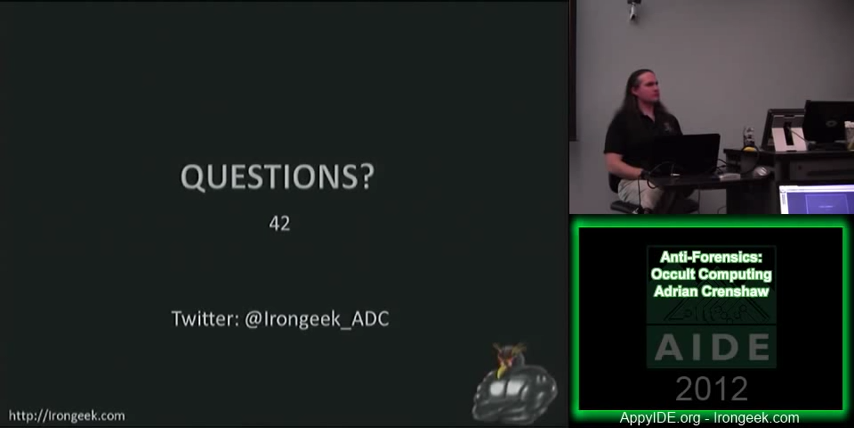 QUESTIONS?
42
Twitter: @Irongeek_ADC
http://Irongeek.com
Anti-Forensics:
Occult Computing
Adrian Crenshaw
AIDE
2012
AppyIDE.org - Irongeek.com